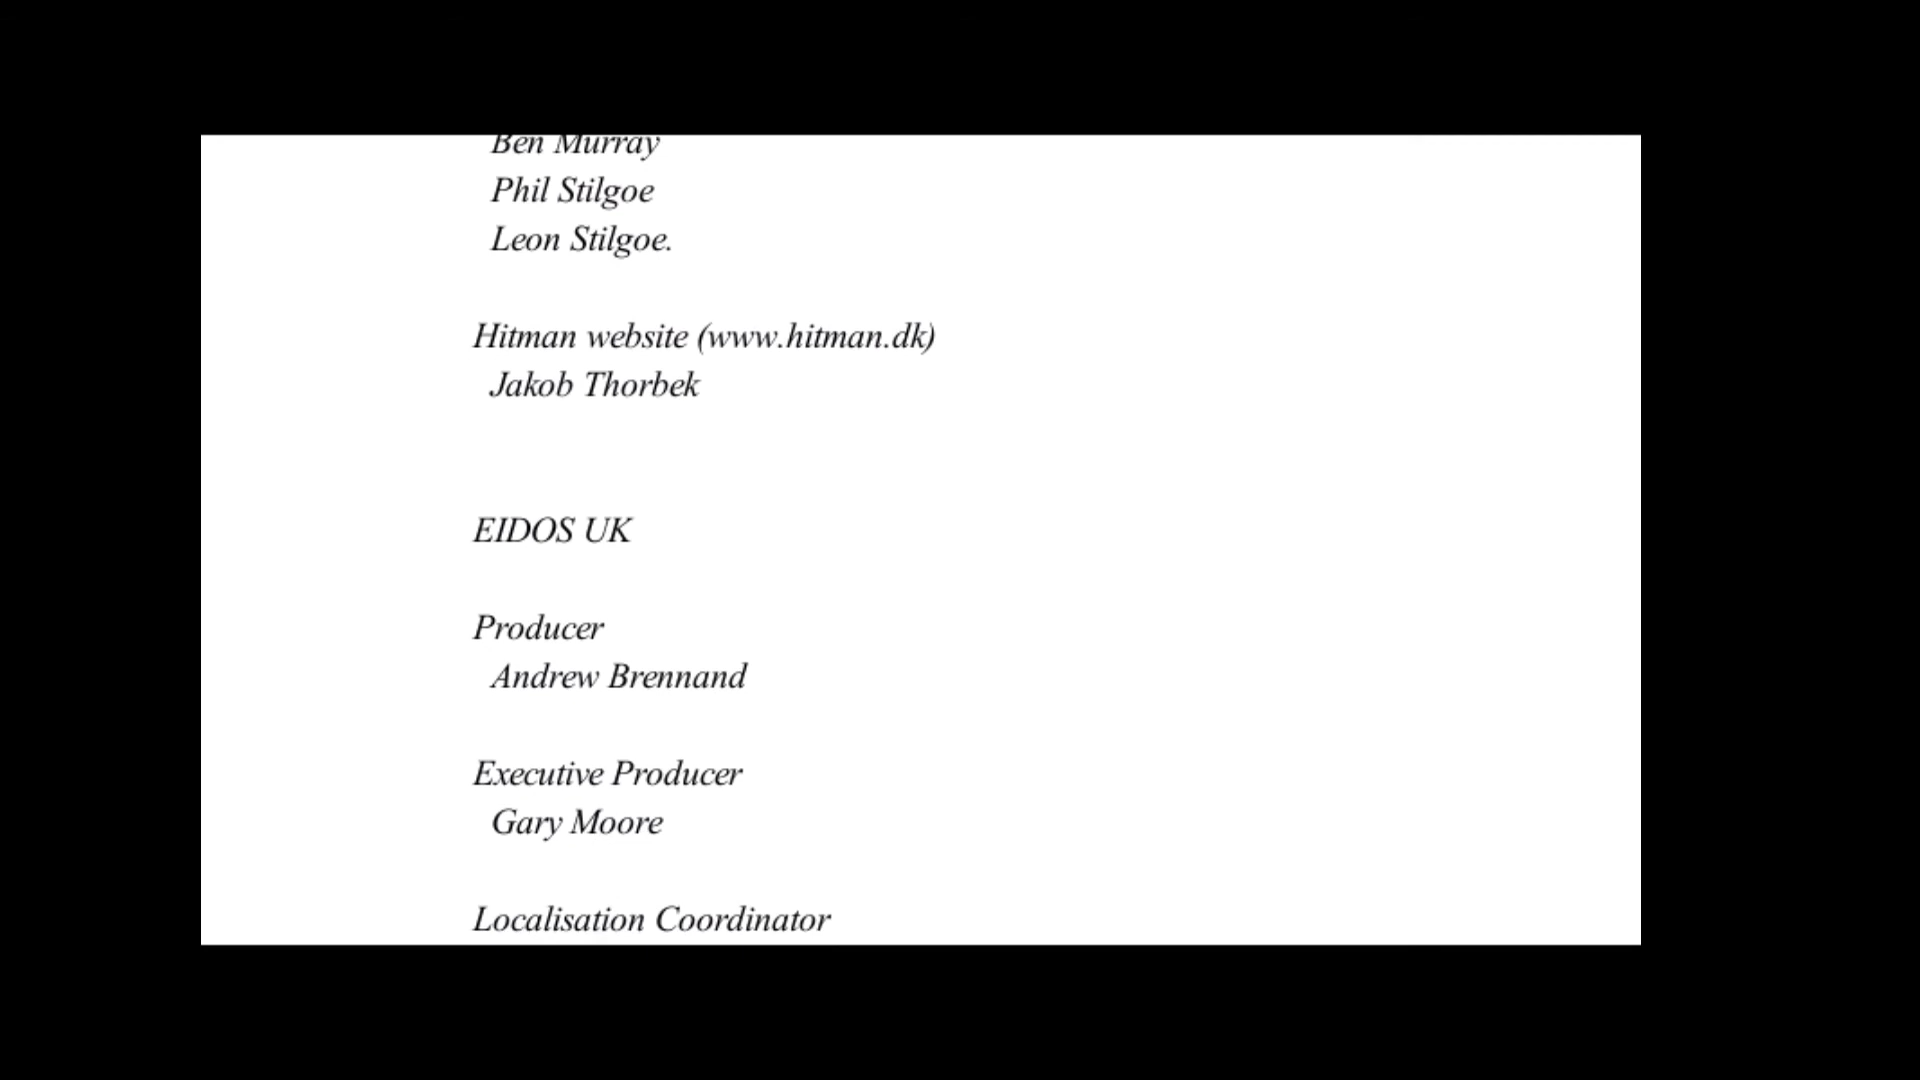 Ben Murray
Phil Stilgoe
Leon Stilgoe.
Hitman website (www.hitman.dk)
Jakob Thorbek
EIDOS UK
Producer
Andrew Brennand
Executive Producer
Gary Moore
Localisation Coordinator